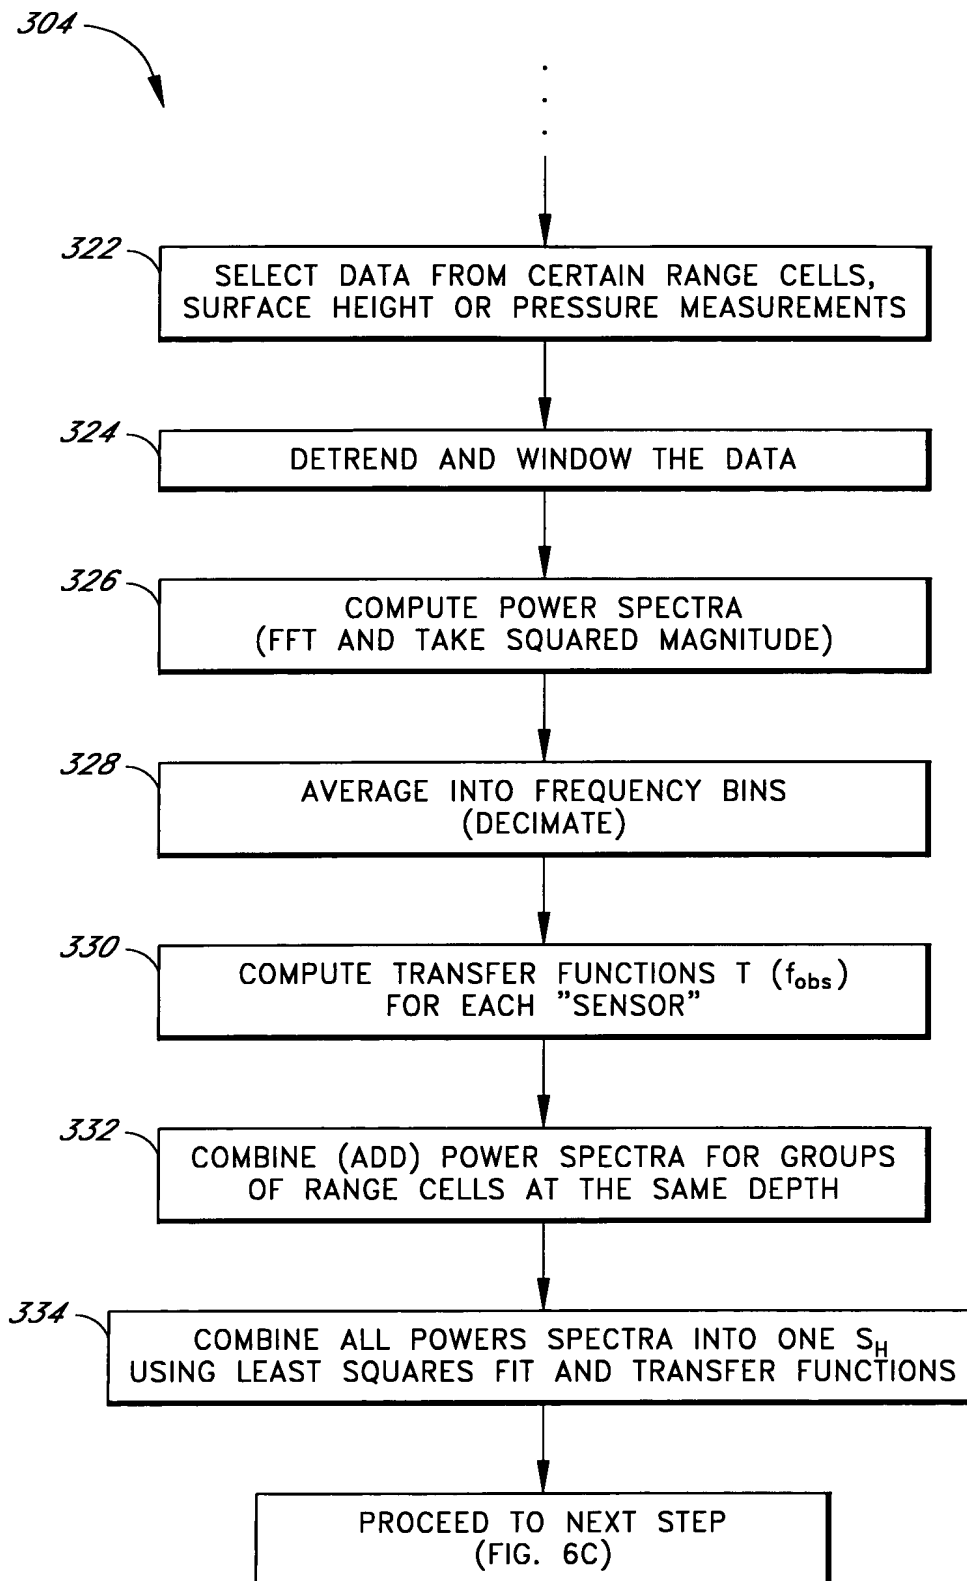 304
322
SELECT DATA FROM CERTAIN RANGE CELLS,
SURFACE HEIGHT OR PRESSURE MEASUREMENTS
324
DETREND AND WINDOW THE DATA
326
COMPUTE POWER SPECTRA
(FFT AND TAKE SQUARED MAGNITUDE)
328
AVERAGE INTO FREQUENCY BINS
(DECIMATE)
330
COMPUTE TRANSFER FUNCTIONS T (fobs)
FOR EACH "SENSOR"
332
COMBINE (ADD) POWER SPECTRA FOR GROUPS
OF RANGE CELLS AT THE SAME DEPTH
334
COMBINE ALL POWERS SPECTRA INTO ONE SH
USING LEAST SQUARES FIT AND TRANSFER FUNCTIONS
PROCEED TO NEXT STEP
(FIG. 6C)